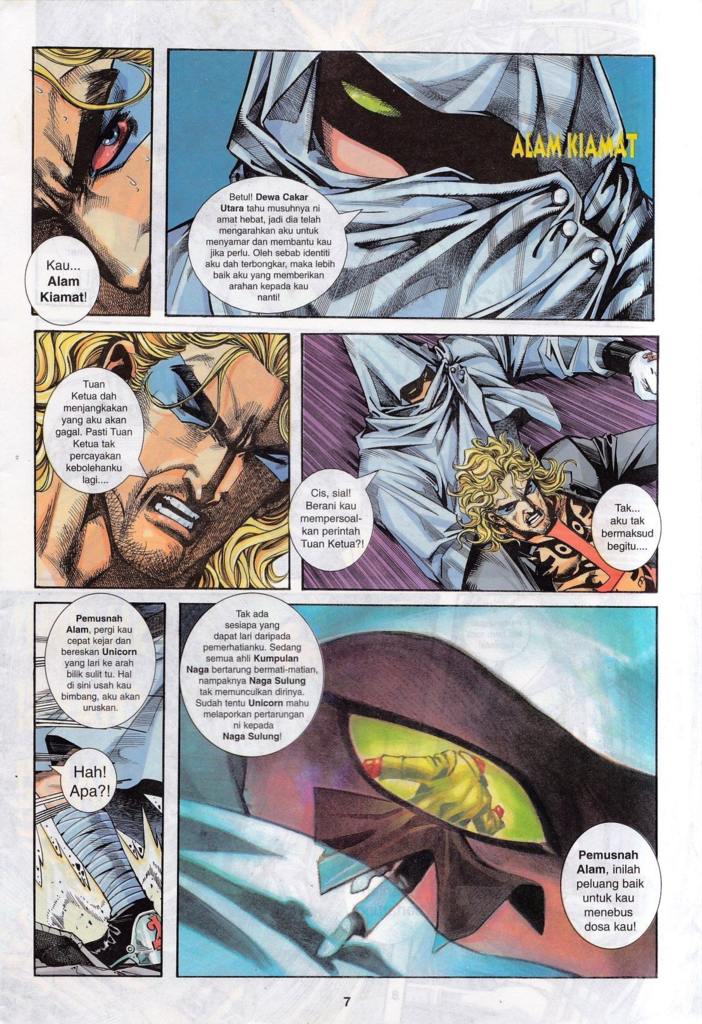 Kau...
Alam
Kiamat!
ALAM KIAMAT
Betul! Dewa Cakar
Utara tahu musuhnya ni
amat hebat, jadi dia telah
mengarahkan aku untuk
menyamar dan membantu kau
jika perlu. Oleh sebab identiti
aku dah terbongkar, maka lebih
baik aku yang memberikan
arahan kepada kau
nanti!
Tuan
Ketua dah
menjangkakan
yang aku akan
gagal. Pasti Tuan
Ketua tak
percayakan
kebolehanku
lagi....
Cis, sial!
Berani kau
mempersoal-
kan perintah
Tuan Ketua?!
Tak...
aku tak
bermaksud
begitu....
Pemusnah
Alam, pergi kau
cepat kejar dan
bereskan Unicorn
yang lari ke arah
bilik sulit tu. Hal
di sini usah kau
bimbang, aku akan
uruskan.
Hah!
Apa?!
Tak ada
sesiapa yang
dapat lari daripada
pemerhatianku. Sedang
semua ahli Kumpulan
Naga bertarung bermati-matian,
nampaknya Naga Sulung
tak memunculkan dirinya.
Sudah tentu Unicorn mahu
melaporkan pertarungan
ni kepada
Naga Sulung!
Pemusnah
Alam, inilah
peluang baik
untuk kau
menebus
dosa kau!
7